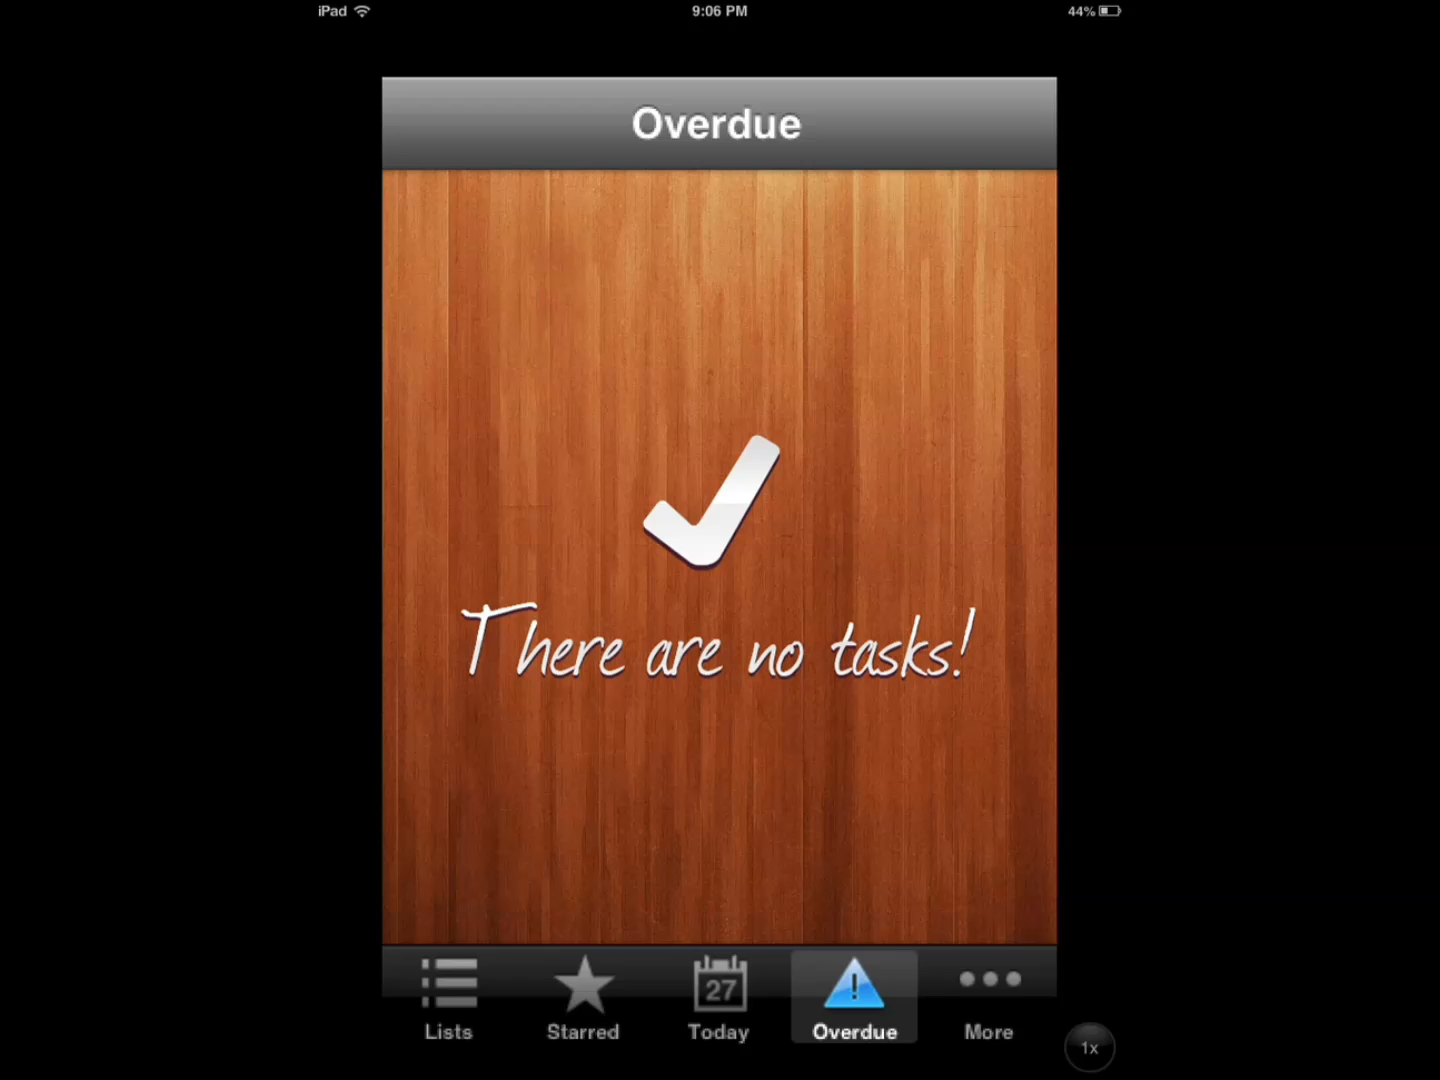 iPad 9:06 PM 44%
Overdue
There are no tasks!
27
Lists Starred Today Overdue More
1x